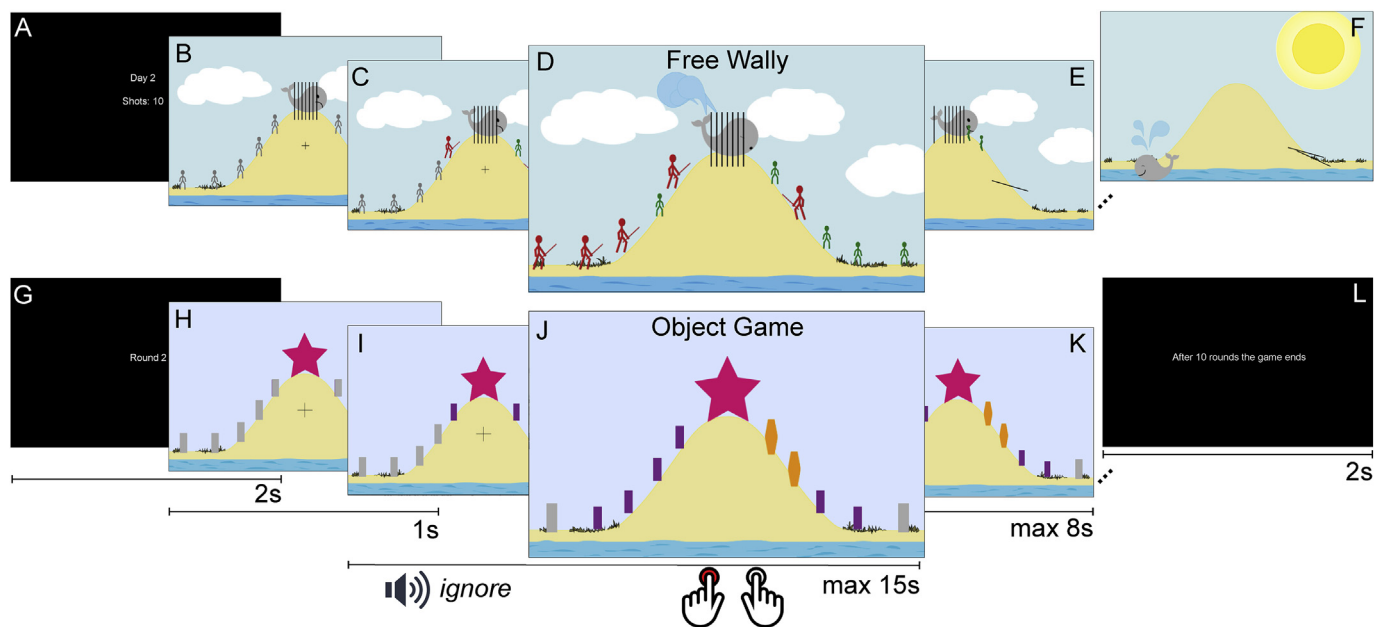 A
Day 2
Shots: 10
B
C
D
Free Wally
E
F
G
Round 2
H
I
J
Object Game
K
L
After 10 rounds the game ends
2s
1s
ignore
max 15s
max 8s
2s